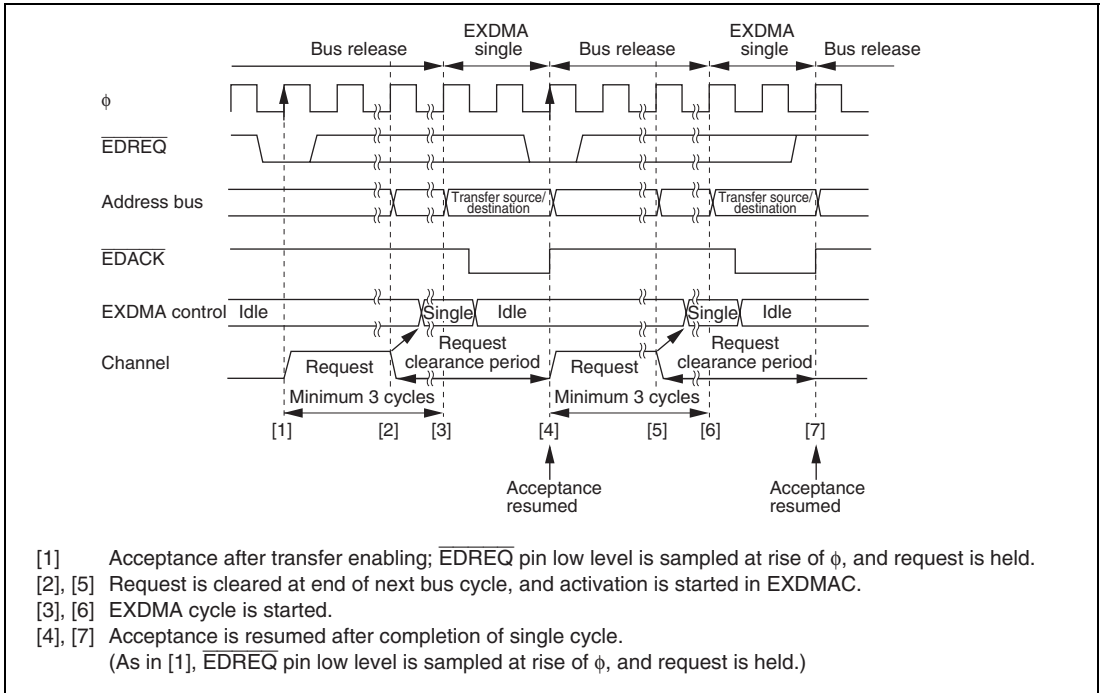 EXDMA EXDMA
Bus release single Bus release single Bus release
φ
EDREQ
Address bus Transfer source/ Transfer source/
destination destination
EDACK
EXDMA control Idle Single Idle Single Idle
Request Request
Channel Request clearance period Request clearance period
Minimum 3 cycles Minimum 3 cycles
[1] [2] [3] [4] [5] [6] [7]
Acceptance Acceptance
resumed resumed
[1] Acceptance after transfer enabling; EDREQ pin low level is sampled at rise of φ, and request is held.
[2], [5] Request is cleared at end of next bus cycle, and activation is started in EXDMAC.
[3], [6] EXDMA cycle is started.
[4], [7] Acceptance is resumed after completion of single cycle.
(As in [1], EDREQ pin low level is sampled at rise of φ, and request is held.)